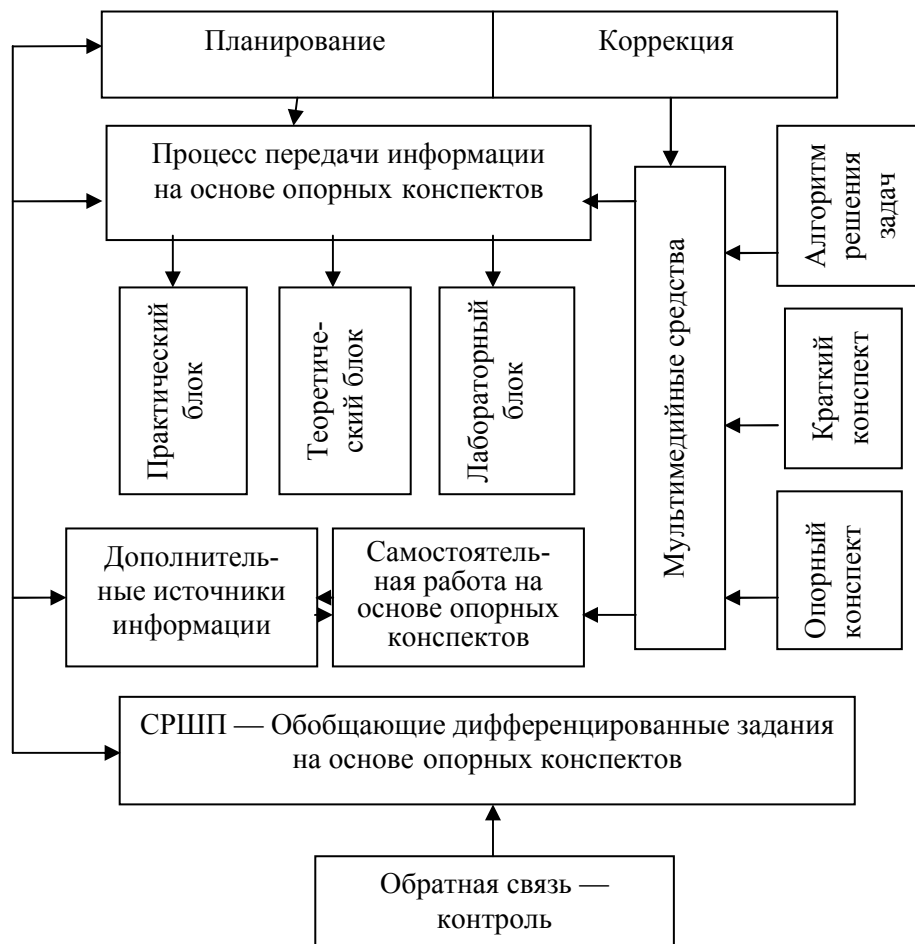 Планирование
Коррекция
Процесс передачи информации
на основе опорных конспектов
Алгоритм
решения
задач
Практический
блок
Теоретиче-
ский блок
Лабораторный
блок
Мультимедийные средства
Краткий
конспект
Дополнитель-
ные источники
информации
Самостоятель-
ная работа на
основе опорных
конспектов
Опорный
конспект
СРШП — Обобщающие дифференцированные задания
на основе опорных конспектов
Обратная связь —
контроль